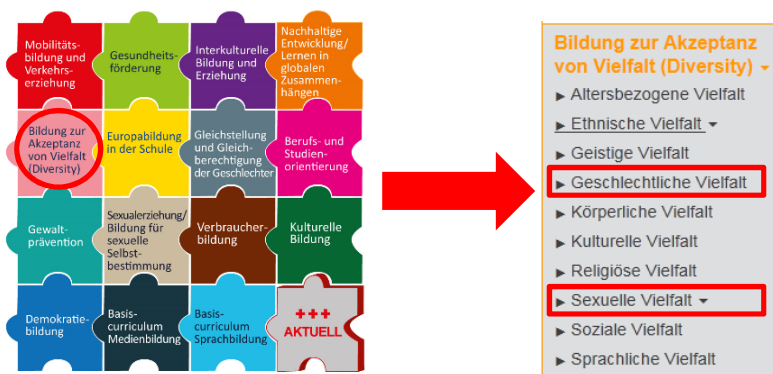 Mobilitäts-
bildung und
Verkehrs-
erziehung
Gesundheits-
förderung
Interkulturelle
Bildung und
Erziehung
Nachhaltige
Entwicklung/
Lernen in
globalen
Zusammen-
hängen
Bildung zur
Akzeptanz
von Vielfalt
(Diversity)
Europabildung
in der Schule
Gleichstellung
und Gleich-
berechtigung
der Geschlechter
Berufs- und
Studien-
orientierung
Gewalt-
prävention
Sexualerziehung/
Bildung für
sexuelle
Selbst-
bestimmung
Verbraucher-
bildung
Kulturelle
Bildung
Demokratie-
bildung
Basis-
curriculum
Medienbildung
Basis-
curriculum
Sprachbildung
+++
AKTUELL
Bildung zur Akzeptanz
von Vielfalt (Diversity)
Altersbezogene Vielfalt
Ethnische Vielfalt
Geistige Vielfalt
Geschlechtliche Vielfalt
Körperliche Vielfalt
Kulturelle Vielfalt
Religiöse Vielfalt
Sexuelle Vielfalt
Soziale Vielfalt
Sprachliche Vielfalt